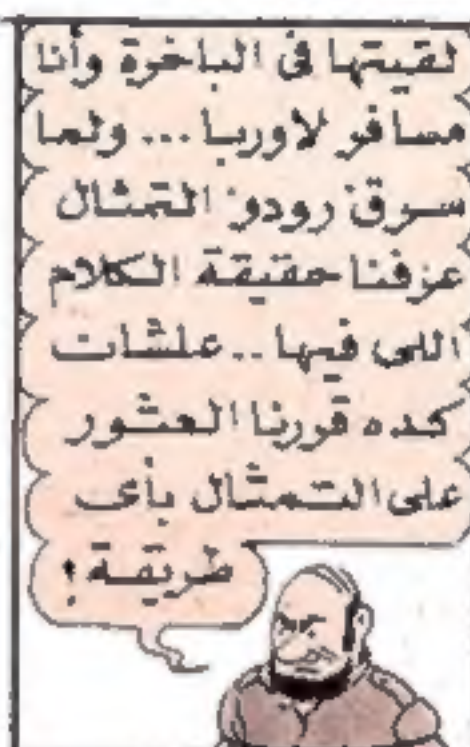 لقيتها فى الباخرة وأنا
مسافر لاوربا ... ولما
سرق رودو التمثال
عرفنا حقيقة الكلام
اللى فيها .. علشان
كده قررنا العثور
على التمثال بأى
طريقة !